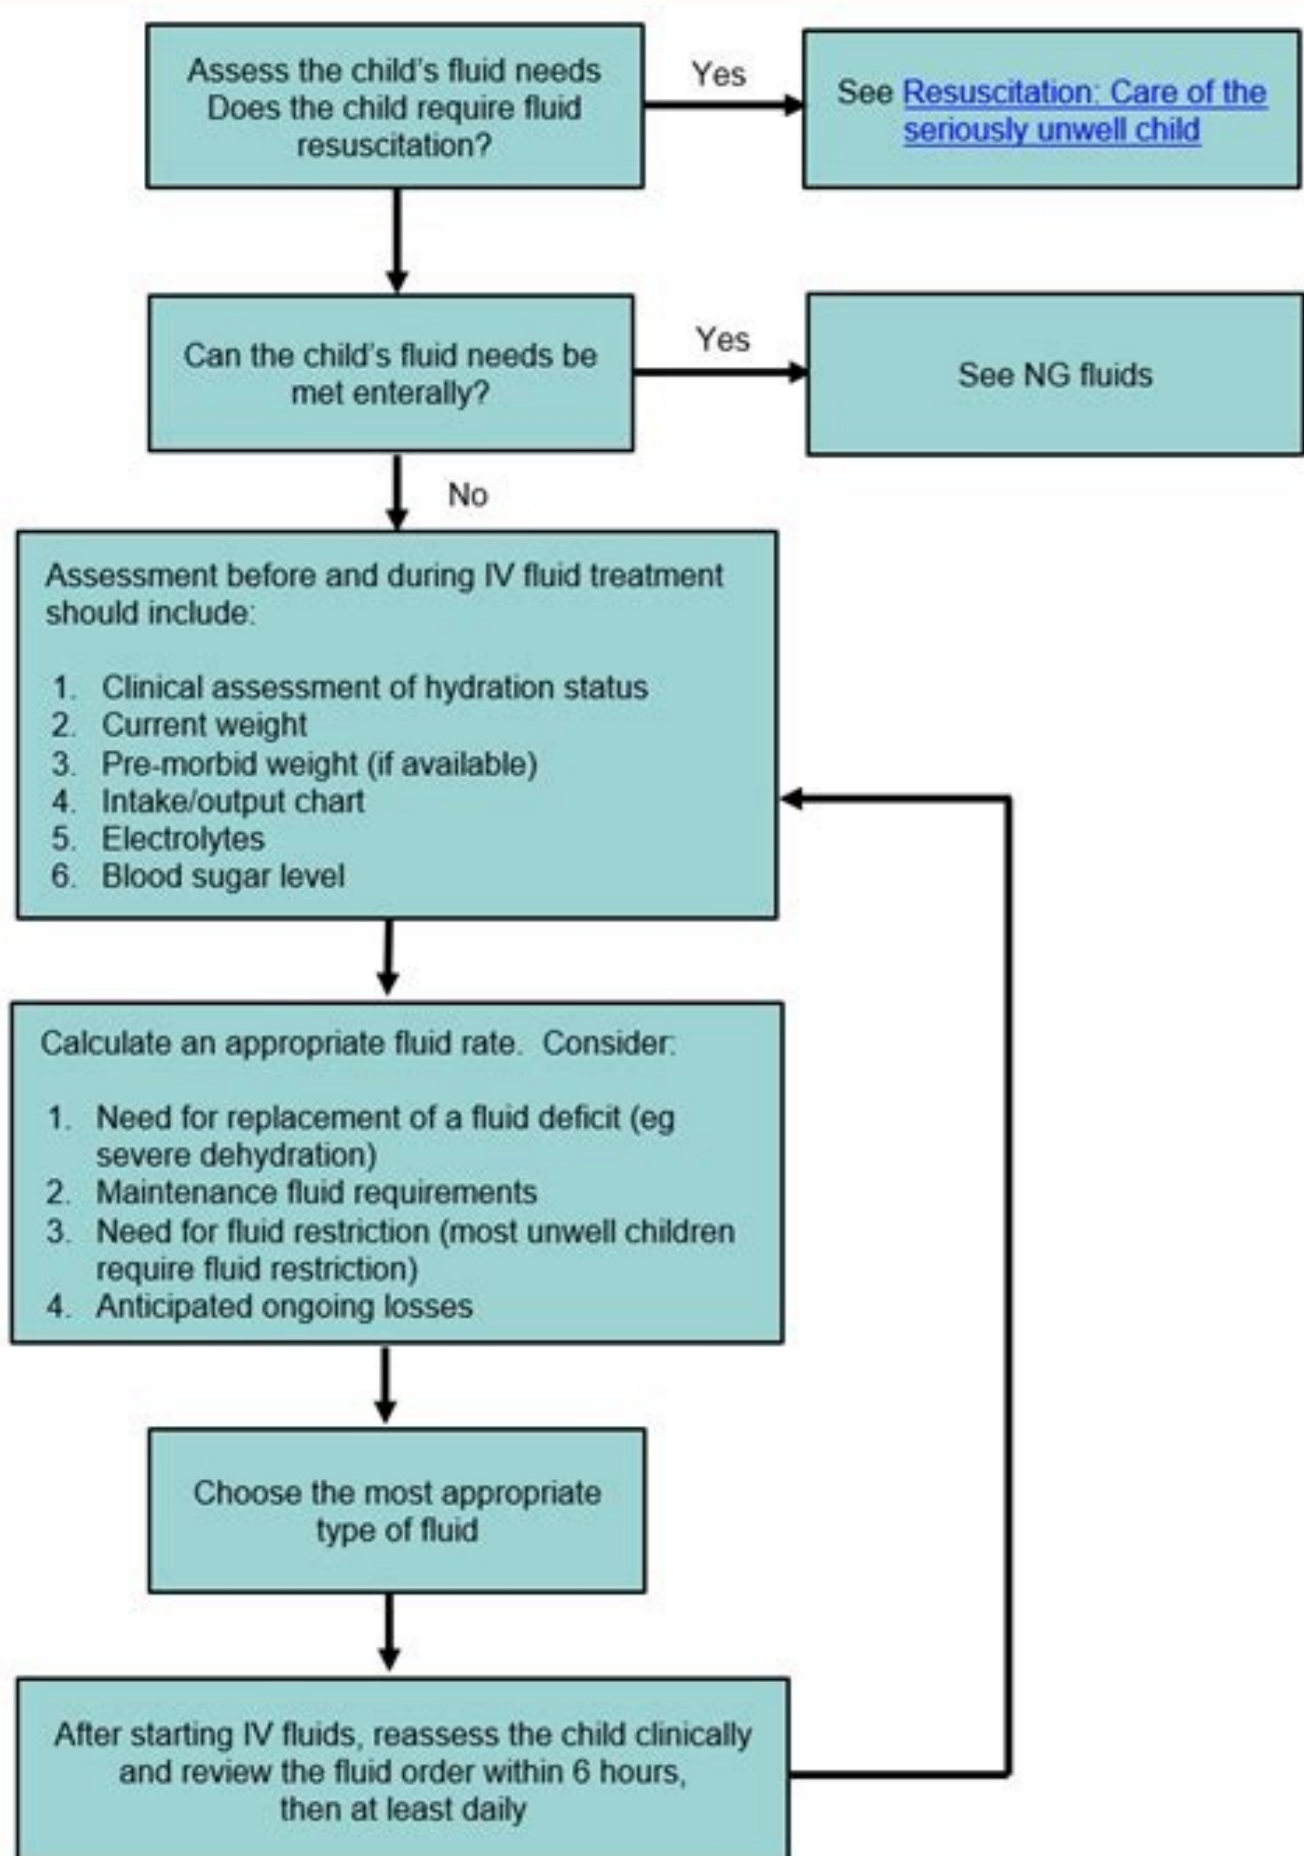 Assess the child's fluid needs
Does the child require fluid
resuscitation?
Yes
See Resuscitation: Care of the
seriously unwell child
Can the child's fluid needs be
met enterally?
Yes
See NG fluids
No
Assessment before and during IV fluid treatment
should include:
1. Clinical assessment of hydration status
2. Current weight
3. Pre-morbid weight (if available)
4. Intake/output chart
5. Electrolytes
6. Blood sugar level
Calculate an appropriate fluid rate. Consider:
1. Need for replacement of a fluid deficit (eg
severe dehydration)
2. Maintenance fluid requirements
3. Need for fluid restriction (most unwell children
require fluid restriction)
4. Anticipated ongoing losses
Choose the most appropriate
type of fluid
After starting IV fluids, reassess the child clinically
and review the fluid order within 6 hours,
then at least daily